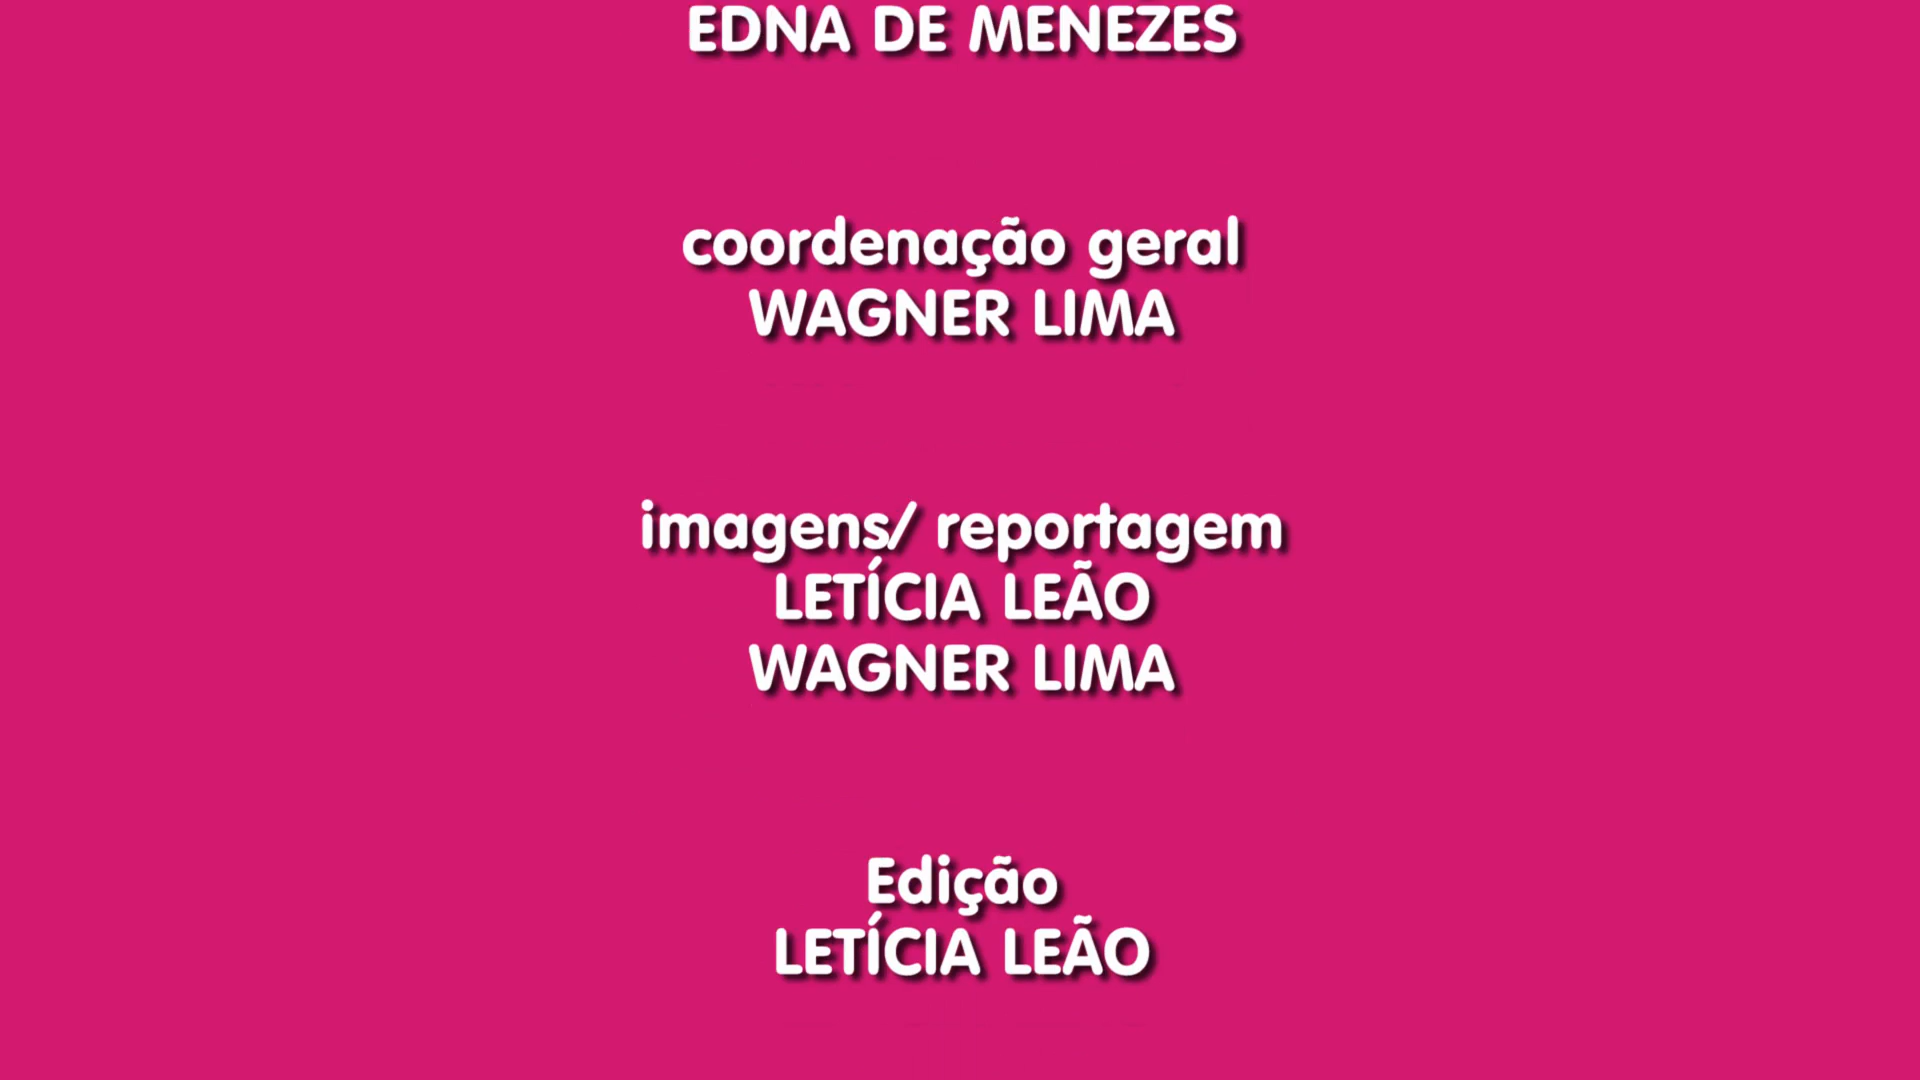 EDNA DE MENEZES
coordenação geral
WAGNER LIMA
imagens/ reportagem
LETÍCIA LEÃO
WAGNER LIMA
Edição
LETÍCIA LEÃO